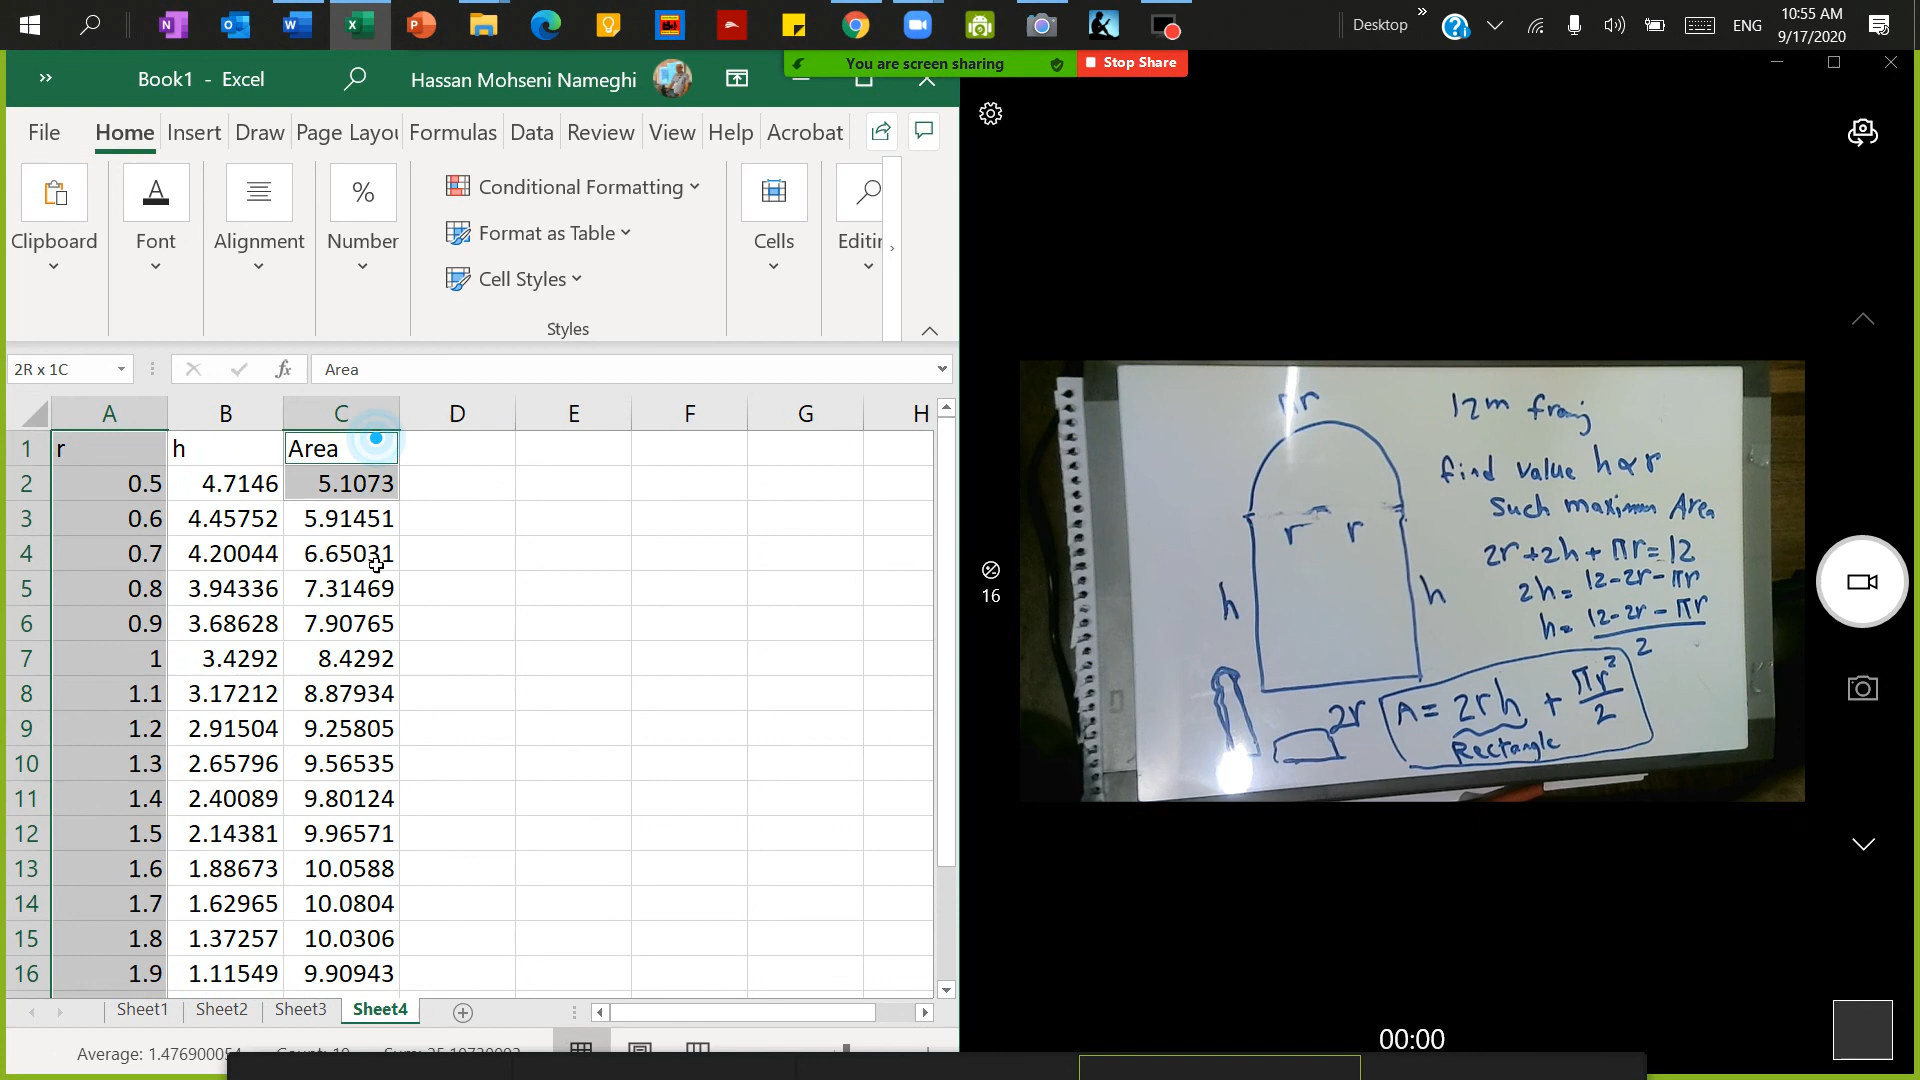 Desktop
ENG
10:55 AM
9/17/2020
You are screen sharing
Stop Share
Book1 - Excel
Hassan Mohseni Nameghi
File Home Insert Draw Page Layou Formulas Data Review View Help Acrobat
Clipboard
Font
Alignment
Number
Conditional Formatting
Format as Table
Cell Styles
Styles
Cells
Editin
2R x 1C
fx
Area
A B C D E F G H
1 r h Area
2 0.5 4.7146 5.1073
3 0.6 4.45752 5.91451
4 0.7 4.20044 6.65031
5 0.8 3.94336 7.31469
6 0.9 3.68628 7.90765
7 1 3.4292 8.4292
8 1.1 3.17212 8.87934
9 1.2 2.91504 9.25805
10 1.3 2.65796 9.56535
11 1.4 2.40089 9.80124
12 1.5 2.14381 9.96571
13 1.6 1.88673 10.0588
14 1.7 1.62965 10.0804
15 1.8 1.37257 10.0306
16 1.9 1.11549 9.90943
Sheet1 Sheet2 Sheet3 Sheet4
Average: 1.476900054
16
πr
r r
h h
2r
12m
find value h & r
Such maximum Area
2r + 2h + πr = 12
2h = 12 - 2r - πr
h = 12 - 2r - πr
2
A = 2rh + πr²
2
Rectangle
00:00